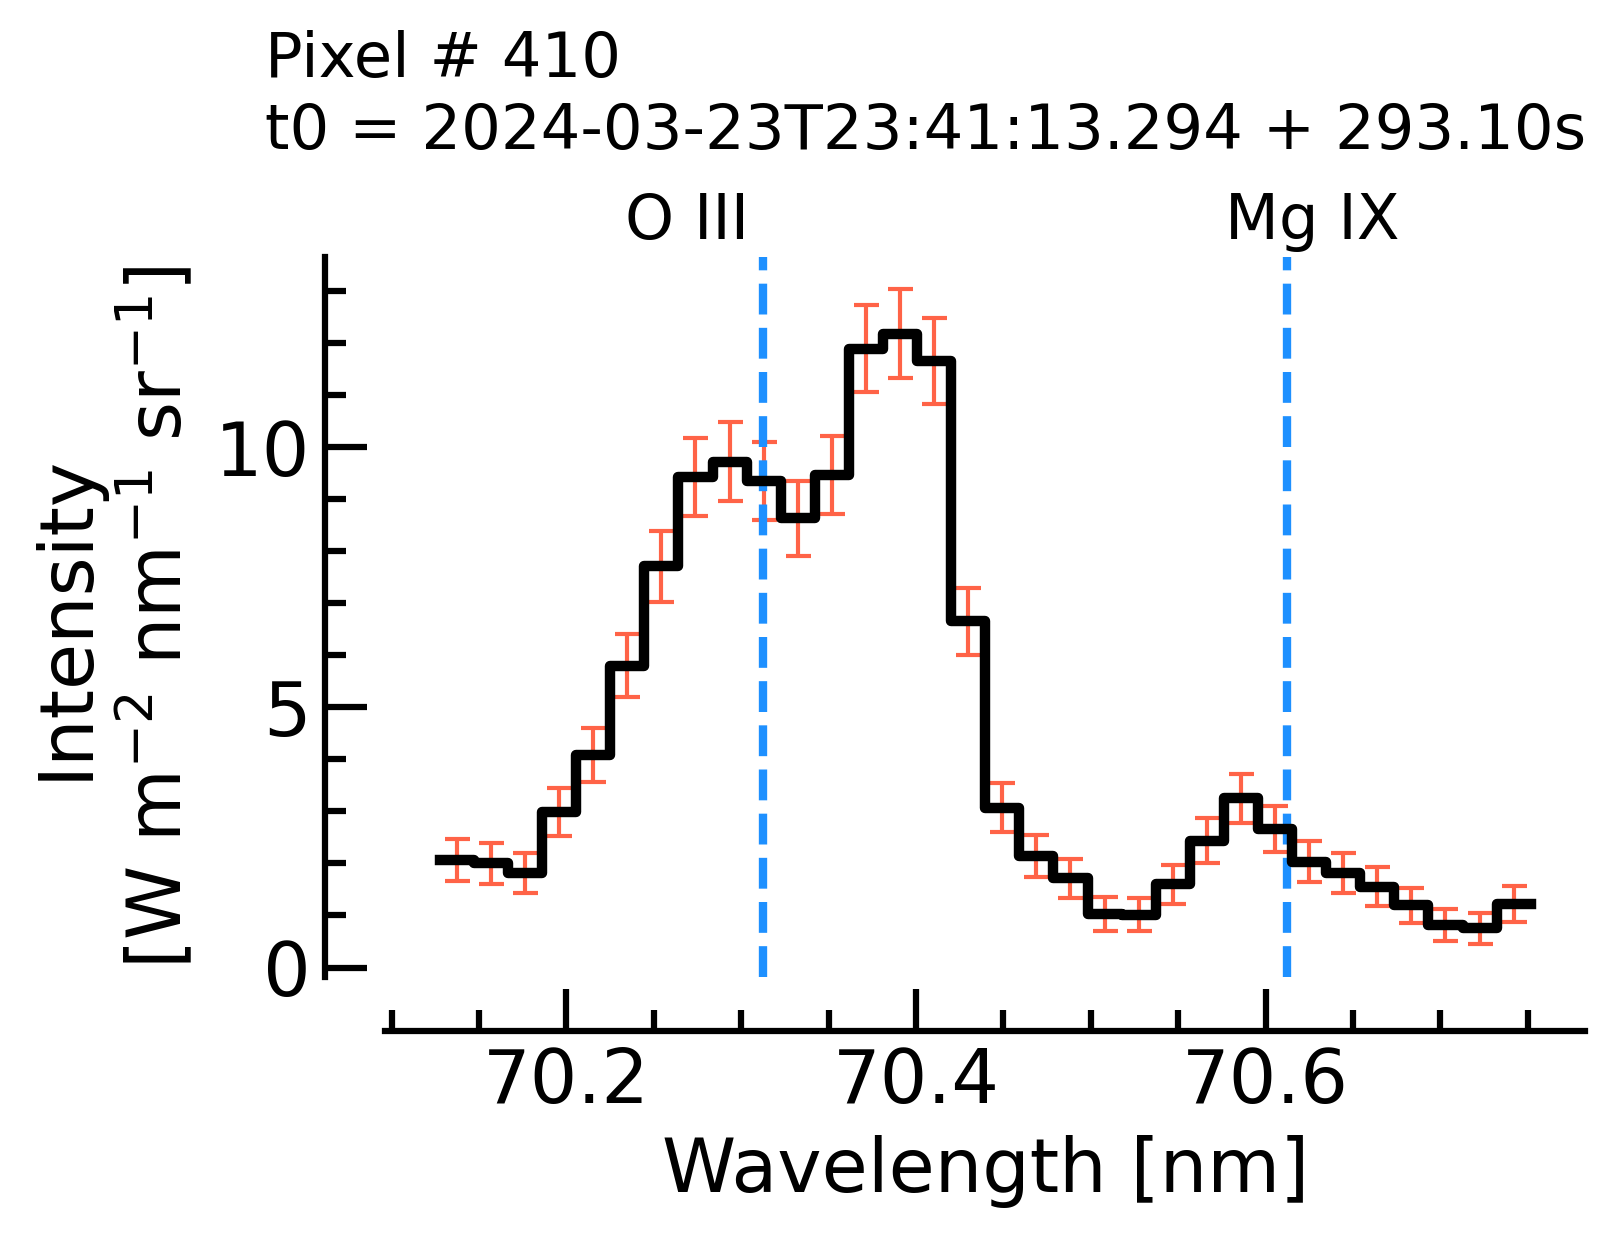 Pixel # 410
t0 = 2024-03-23T23:41:13.294 + 293.10s
O III
Mg IX
Intensity
[W m⁻² nm⁻¹ sr⁻¹]
10
5
0
70.2
70.4
70.6
Wavelength [nm]